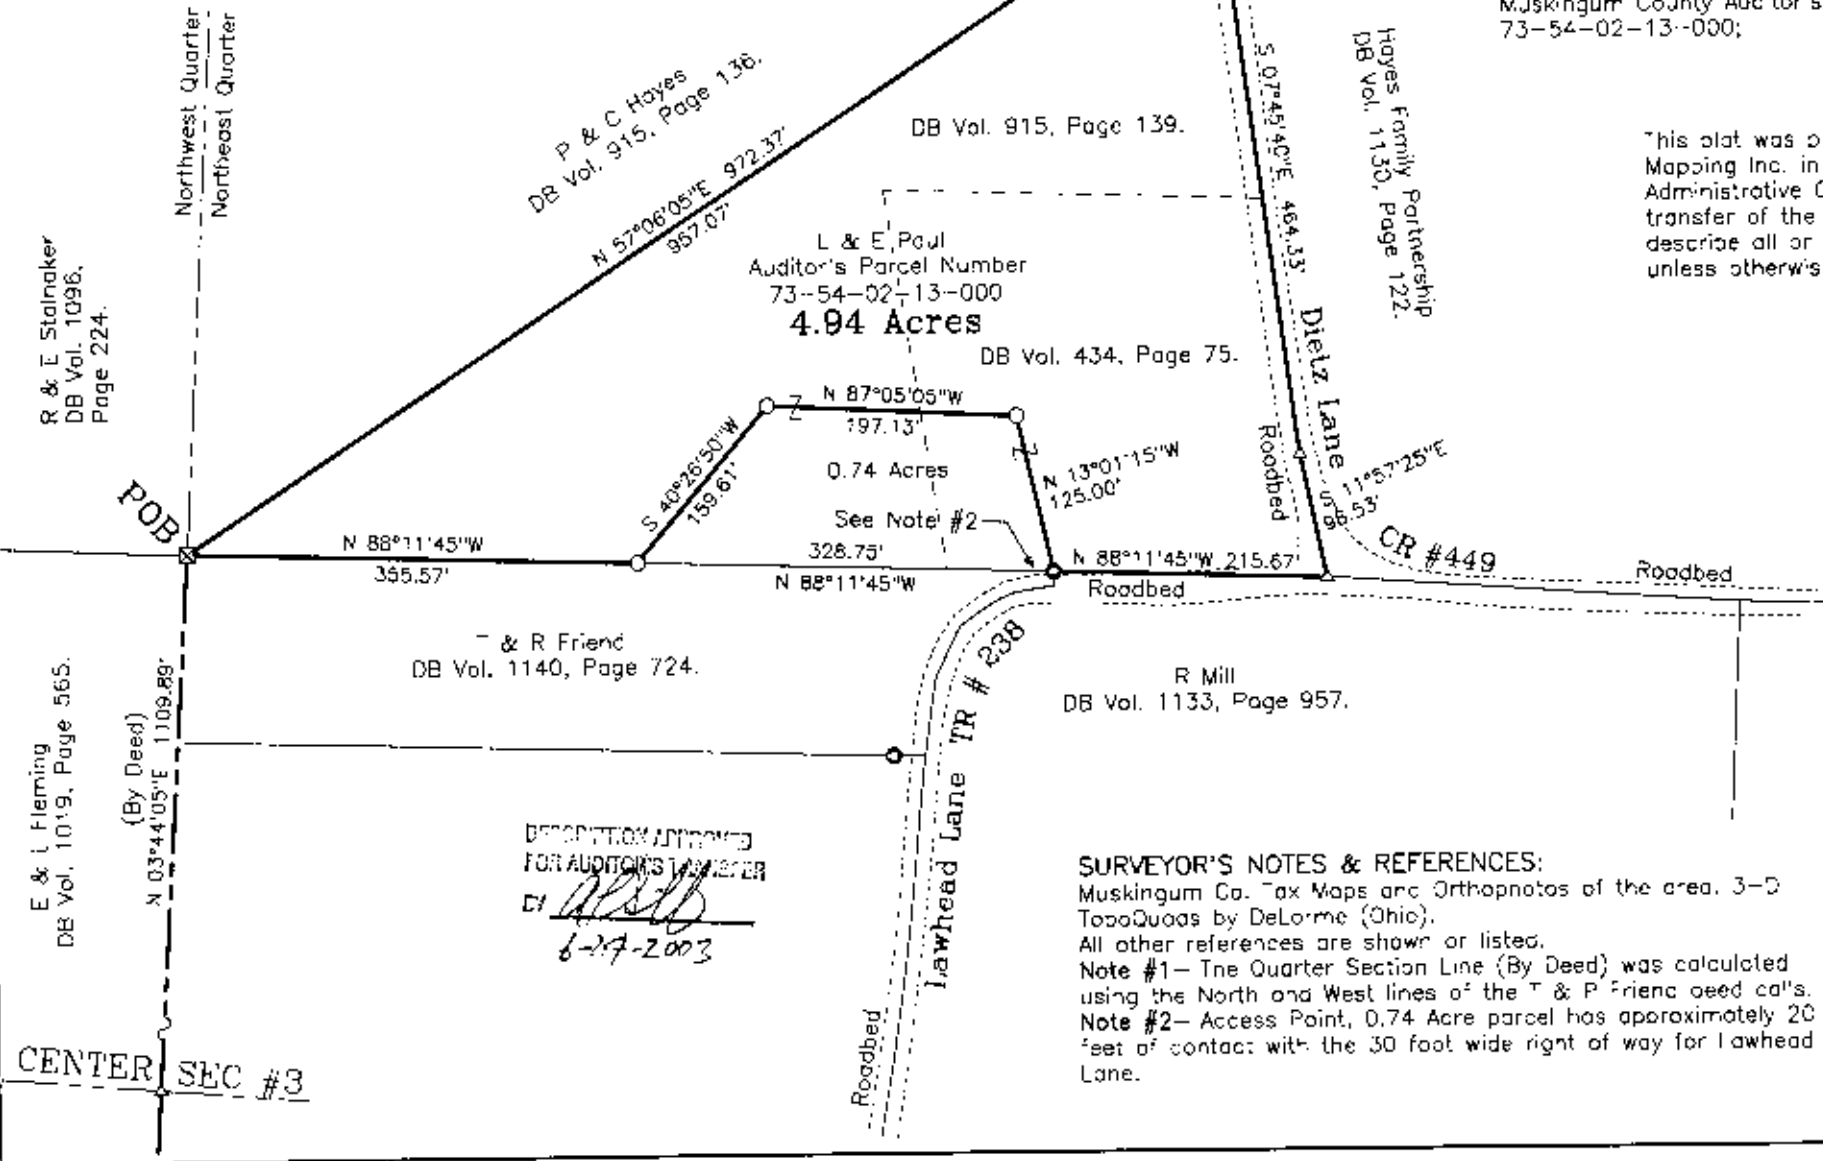 Muskingum County Auditor's
73-54-02-13-000;
Northwest Quarter
Northeast Quarter
P & C Hayes
DB Vol. 915, Page 136.
N 57°06'05"E 972.37'
957.07'
DB Vol. 915, Page 139.
S 07°45'40"E 464.33'
Hayes Family Partnership
DB Vol. 1130, Page 122.
This plat was
Mapping Inc. in
Administrative
transfer of the
describe all or
unless otherwis
L & E Paul
Auditor's Parcel Number
73-54-02-13-000
4.94 Acres
DB Vol. 434, Page 75.
Dietz Lane
R & E Stalnaker
DB Vol. 1096,
Page 224.
N 87°05'05"W
197.13'
S 40°26'50"W
159.61'
0.74 Acres
N 13°01'15"W
125.00'
Roadbed
S 11°57'25"E
98.53'
POB
See Note #2
N 88°11'45"W
355.57'
328.75'
N 88°11'45"W
N 88°11'45"W 215.67'
Roadbed
CR #449
Roadbed
T & R Friend
DB Vol. 1140, Page 724.
Lawhead Lane TR # 238
R Mill
DB Vol. 1133, Page 957.
E & L Fleming
DB Vol. 1019, Page 565.
(By Deed)
N 03°44'05"E 1109.89'
DESCRIPTION APPROVED
FOR AUDITOR'S TRANSFER
BY
6-27-2003
Roadbed
SURVEYOR'S NOTES & REFERENCES:
Muskingum Co. Tax Maps and Orthophotos of the area. 3-D
TopoQuads by DeLorme (Ohio).
All other references are shown or listed.
Note #1- The Quarter Section Line (By Deed) was calculated
using the North and West lines of the T & R Friend deed calls.
Note #2- Access Point, 0.74 Acre parcel has aporoximately 20
feet of contact with the 30 foot wide right of way for Lawhead
Lane.
CENTER SEC #3